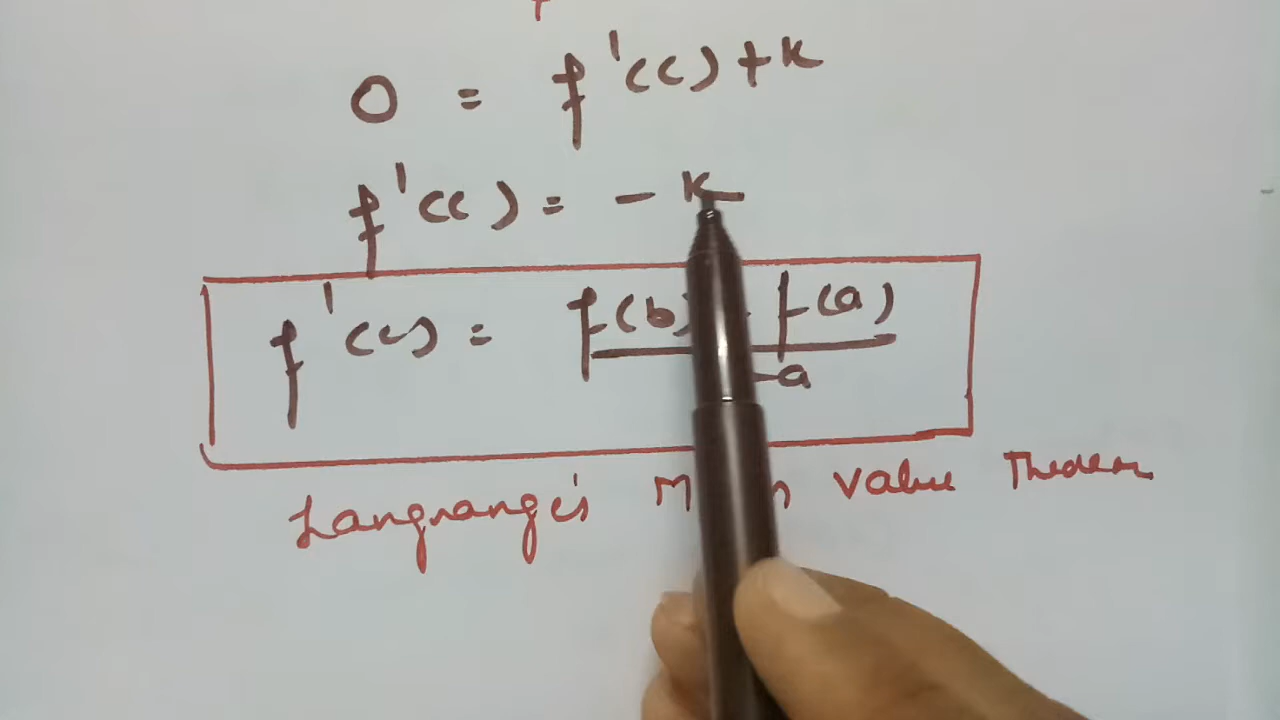 0 = f'(c) + k
f'(c) = - k
f'(c) = f(b) - f(a) / -a
Langrange's M n Value Theorem